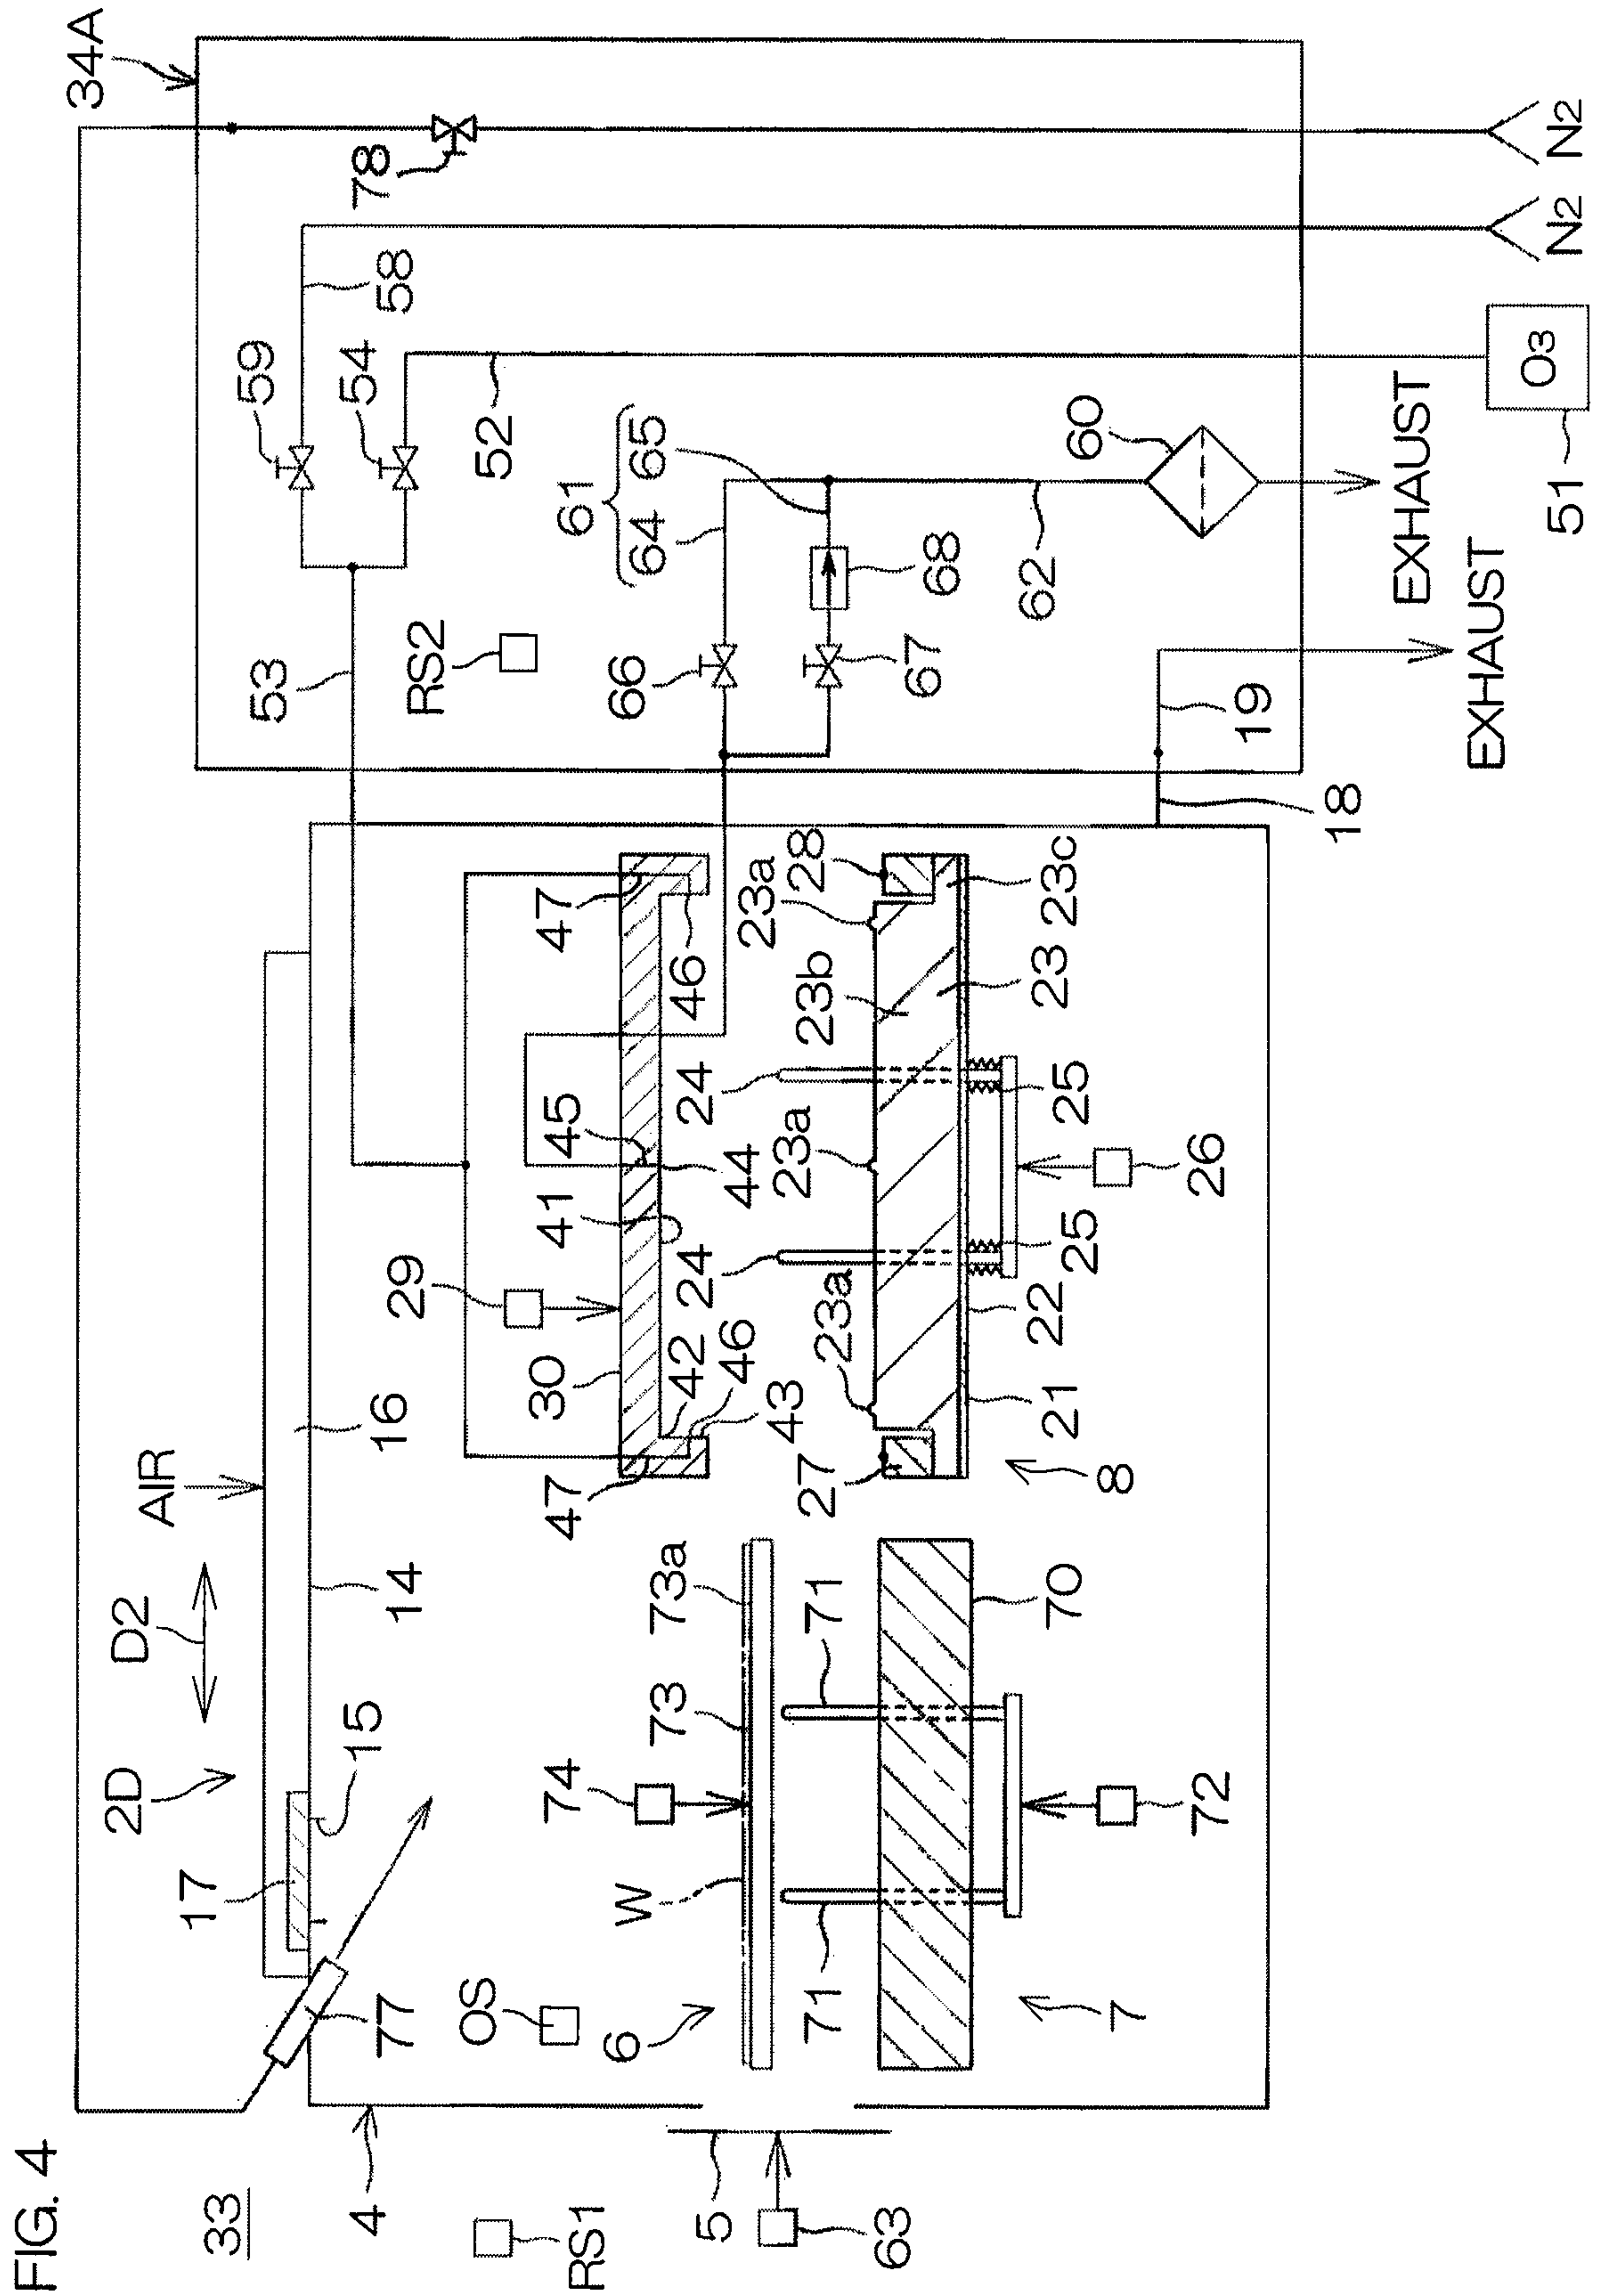 FIG. 4
33
34A
78
59
58
54
52
53
RS2
61
64 65
66
67
68
62
60
19
18
N2
N2
O3
51
EXHAUST
EXHAUST
AIR
D2
2D
16
14
15
17
77
4
OS
RS1
5
63
6
W
74
73
73a
71
71
70
72
7
29
30
47
47
41
42
43
44
45
46
46
24
24
23a
23a
23a
23b
23c
23
28
27
25
25
26
22
21
8